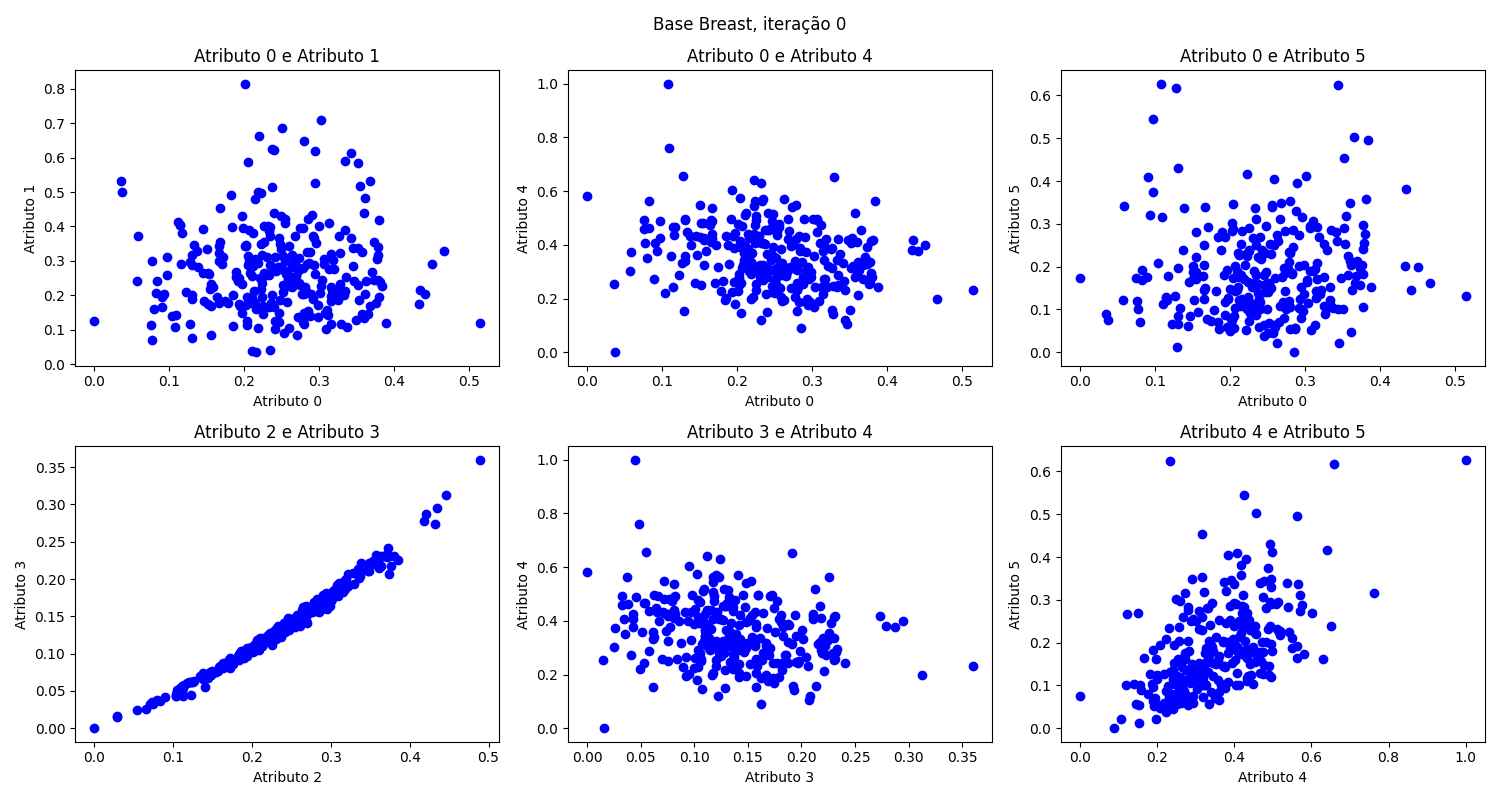 Base Breast, iteração 0
Atributo 0 e Atributo 1
Atributo 1
0.8
0.7
0.6
0.5
0.4
0.3
0.2
0.1
0.0
0.0 0.1 0.2 0.3 0.4 0.5
Atributo 0
Atributo 0 e Atributo 4
Atributo 4
1.0
0.8
0.6
0.4
0.2
0.0
0.0 0.1 0.2 0.3 0.4 0.5
Atributo 0
Atributo 0 e Atributo 5
Atributo 5
0.6
0.5
0.4
0.3
0.2
0.1
0.0
0.0 0.1 0.2 0.3 0.4 0.5
Atributo 0
Atributo 2 e Atributo 3
Atributo 3
0.35
0.30
0.25
0.20
0.15
0.10
0.05
0.00
0.0 0.1 0.2 0.3 0.4 0.5
Atributo 2
Atributo 3 e Atributo 4
Atributo 4
1.0
0.8
0.6
0.4
0.2
0.0
0.00 0.05 0.10 0.15 0.20 0.25 0.30 0.35
Atributo 3
Atributo 4 e Atributo 5
Atributo 5
0.6
0.5
0.4
0.3
0.2
0.1
0.0
0.0 0.2 0.4 0.6 0.8 1.0
Atributo 4